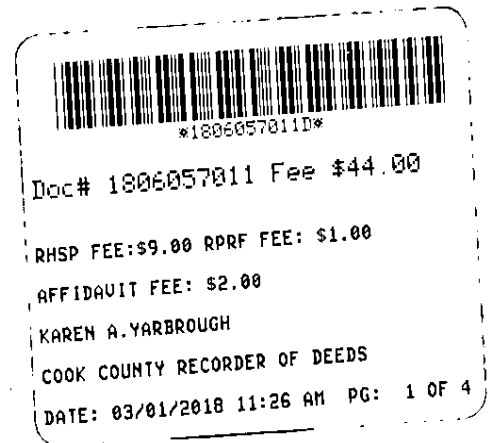 *1806057011D*
Doc# 1806057011 Fee $44.00
RHSP FEE:$9.00 RPRF FEE: $1.00
AFFIDAVIT FEE: $2.00
KAREN A.YARBROUGH
COOK COUNTY RECORDER OF DEEDS
DATE: 03/01/2018 11:26 AM PG: 1 OF 4